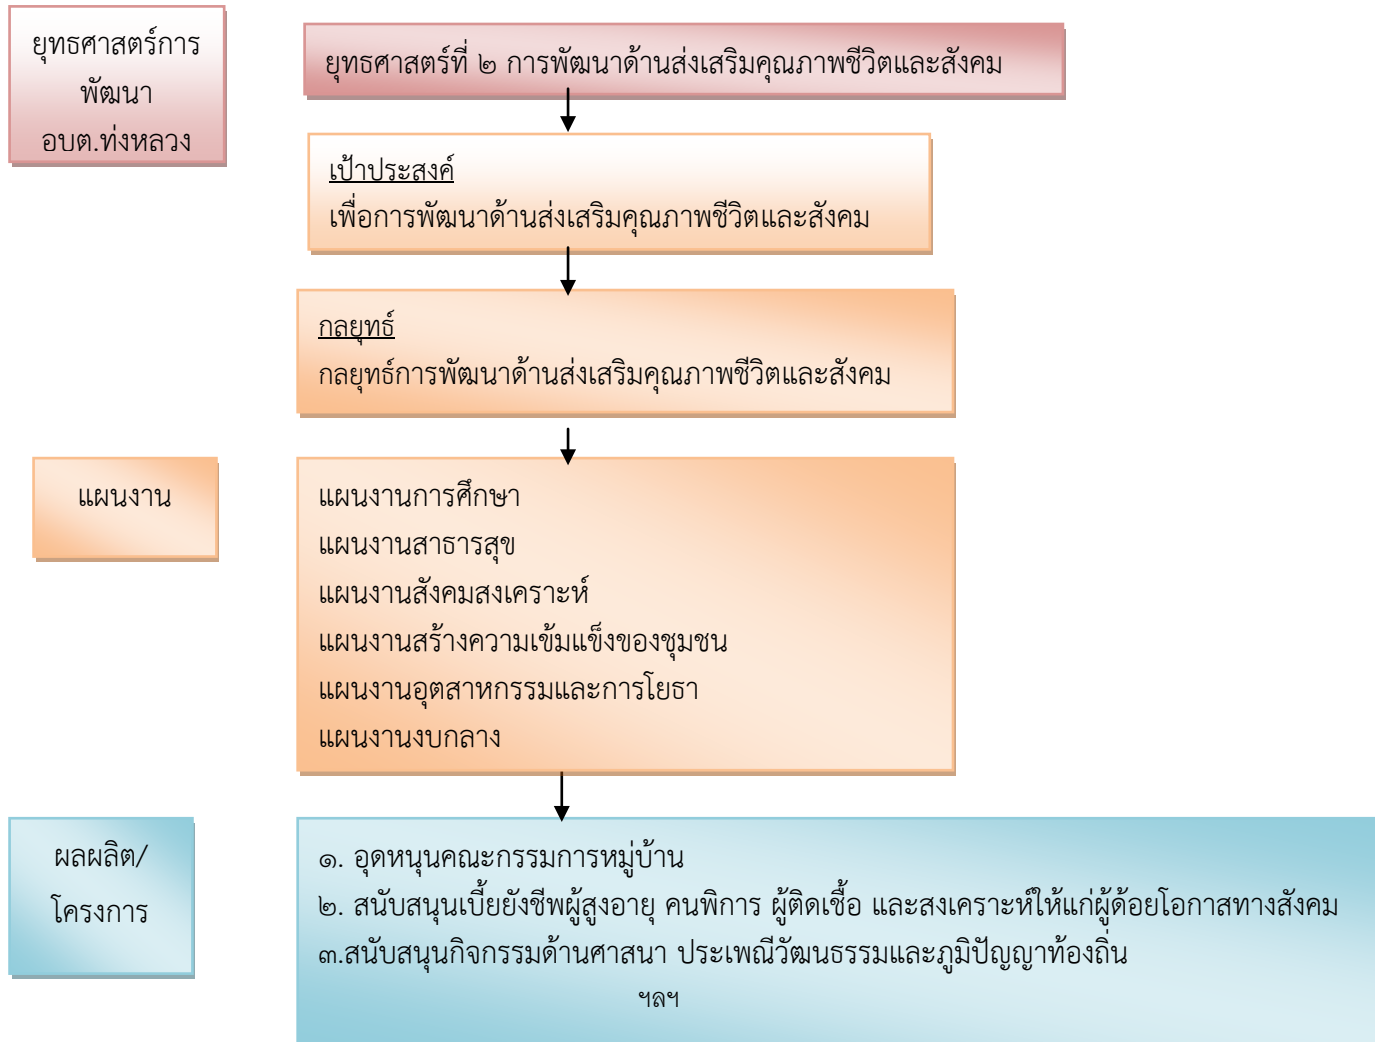 ยุทธศาสตร์การ
พัฒนา
อบต.ท่งหลวง
ยุทธศาสตร์ที่ ๒ การพัฒนาด้านส่งเสริมคุณภาพชีวิตและสังคม
เป้าประสงค์
เพื่อการพัฒนาด้านส่งเสริมคุณภาพชีวิตและสังคม
กลยุทธ์
กลยุทธ์การพัฒนาด้านส่งเสริมคุณภาพชีวิตและสังคม
แผนงาน
แผนงานการศึกษา
แผนงานสาธารสุข
แผนงานสังคมสงเคราะห์
แผนงานสร้างความเข้มแข็งของชุมชน
แผนงานอุตสาหกรรมและการโยธา
แผนงานงบกลาง
ผลผลิต/
โครงการ
๑. อุดหนุนคณะกรรมการหมู่บ้าน
๒. สนับสนุนเบี้ยยังชีพผู้สูงอายุ คนพิการ ผู้ติดเชื้อ และสงเคราะห์ให้แก่ผู้ด้อยโอกาสทางสังคม
๓.สนับสนุนกิจกรรมด้านศาสนา ประเพณีวัฒนธรรมและภูมิปัญญาท้องถิ่น
ฯลฯ